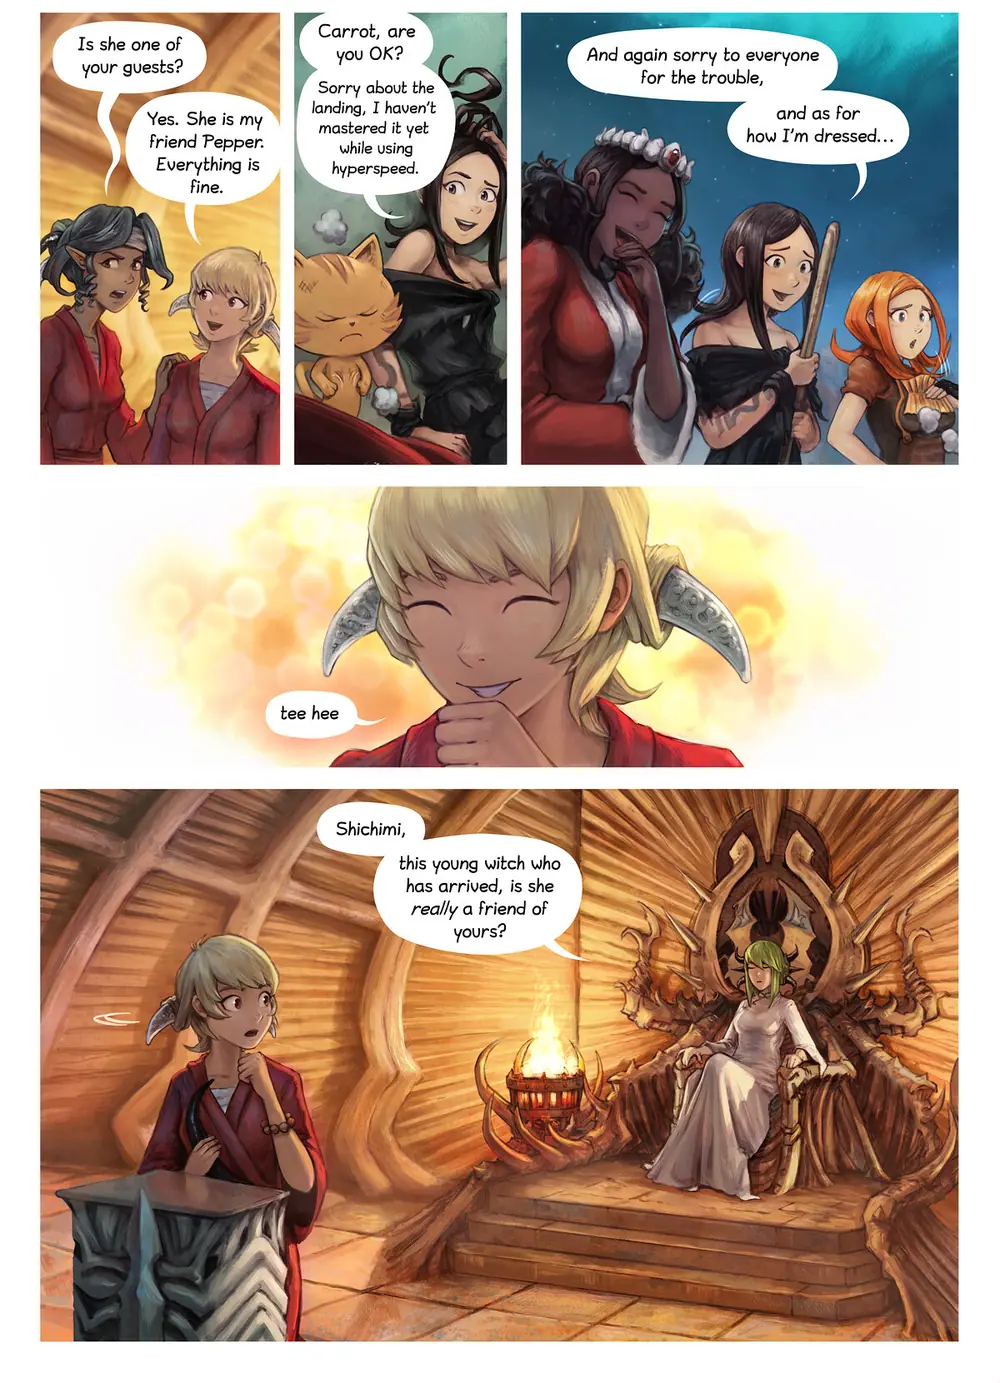 Is she one of
your guests?
Yes. She is my
friend Pepper.
Everything is
fine.
Carrot, are
you OK?
Sorry about the
landing, I haven't
mastered it yet
while using
hyperspeed.
And again sorry to everyone
for the trouble,
and as for
how I'm dressed...
tee hee
Shichimi,
this young witch who
has arrived, is she
really a friend of
yours?